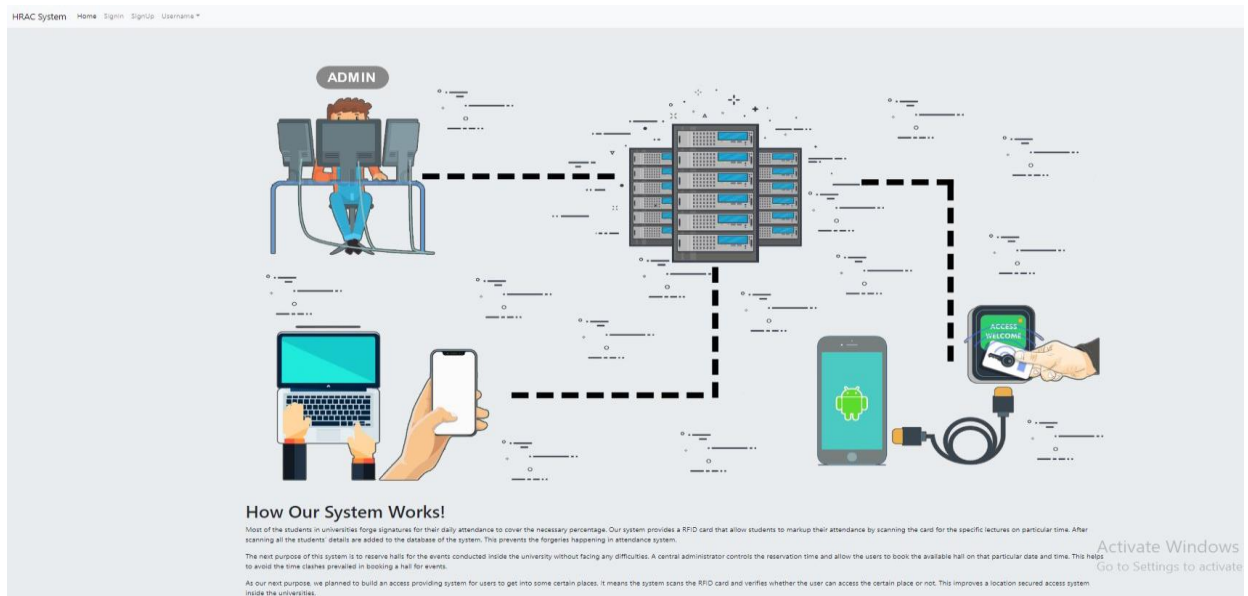 HRAC System Home Signin SignUp Username
ADMIN
ACCESS
WELCOME
How Our System Works!
Most of the students in universities forge signatures for their daily attendance to cover the necessary percentage. Our system provides a RFID card that allow students to markup their attendance by scanning the card for the specific lectures on particular time. After
scanning all the students' details are added to the database of the system. This prevents the forgeries happening in attendance system.
The next purpose of this system is to reserve halls for the events conducted inside the university without facing any difficulties. A central administrator controls the reservation time and allow the users to book the available hall on that particular date and time. This helps
to avoid the time clashes prevailed in booking a hall for events.
As our next purpose, we planned to build an access providing system for users to get into some certain places. It means the system scans the RFID card and verifies whether the user can access the certain place or not. This improves a location secured access system
inside the universities.
Activate Windows
Go to Settings to activate